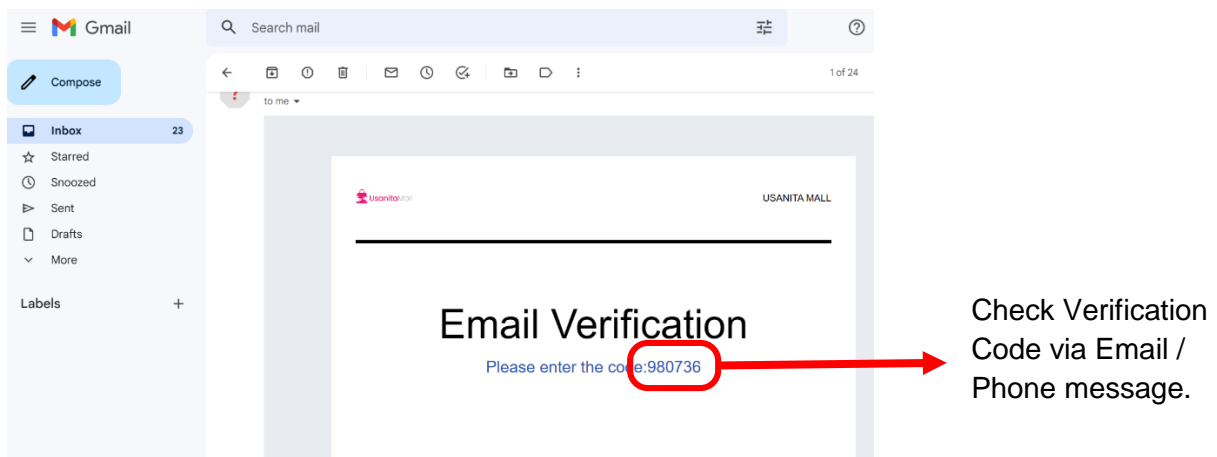 Gmail
Search mail
Compose
1 of 24
?
to me
Inbox 23
Starred
Snoozed
Sent
Drafts
More
Labels +
UsanitaMall
USANITA MALL
Email Verification
Please enter the code:980736
Check Verification
Code via Email /
Phone message.